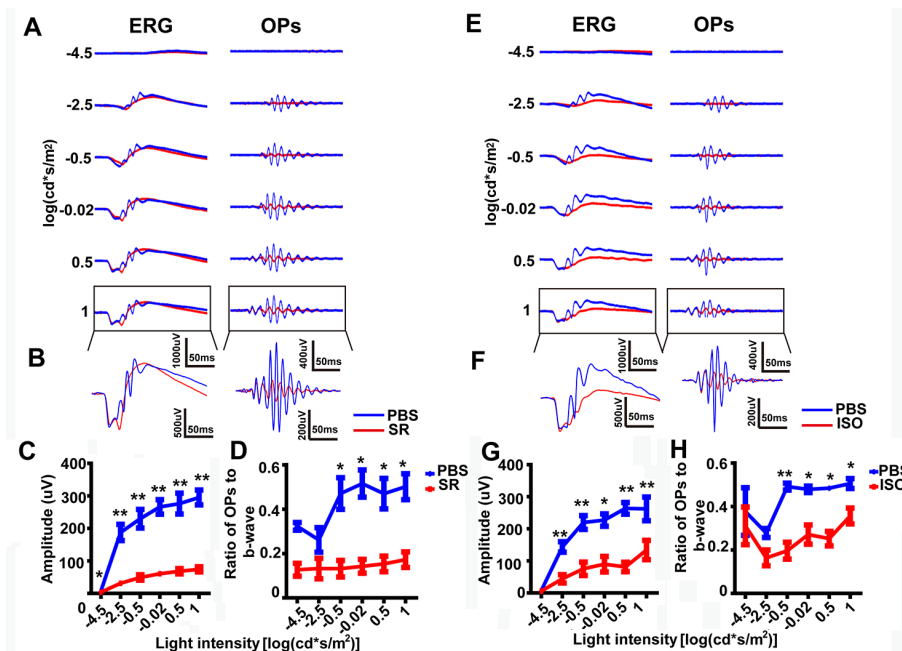 A
ERG
OPs
-4.5
-2.5
-0.5
-0.02
0.5
1
log(cd*s/m²)
1000uV
50ms
400uV
50ms
B
500uV
50ms
200uV
50ms
PBS
SR
C
Amplitude (uV)
400
300
200
100
0
*
**
**
**
**
**
-4.5
-2.5
-0.5
-0.02
0.5
1
D
Ratio of OPs to
b-wave
0.6
0.4
0.2
0
*
*
*
*
PBS
SR
-4.5
-2.5
-0.5
-0.02
0.5
1
Light intensity [log(cd*s/m²)]
E
ERG
OPs
-4.5
-2.5
-0.5
-0.02
0.5
1
log(cd*s/m²)
1000uV
50ms
400uV
50ms
F
500uV
50ms
200uV
50ms
PBS
ISO
G
Amplitude (uV)
400
300
200
100
0
**
**
*
**
**
-4.5
-2.5
-0.5
-0.02
0.5
1
H
Ratio of OPs to
b-wave
0.6
0.4
0.2
0.0
**
*
*
*
PBS
ISO
-4.5
-2.5
-0.5
-0.02
0.5
1
Light intensity [log(cd*s/m²)]